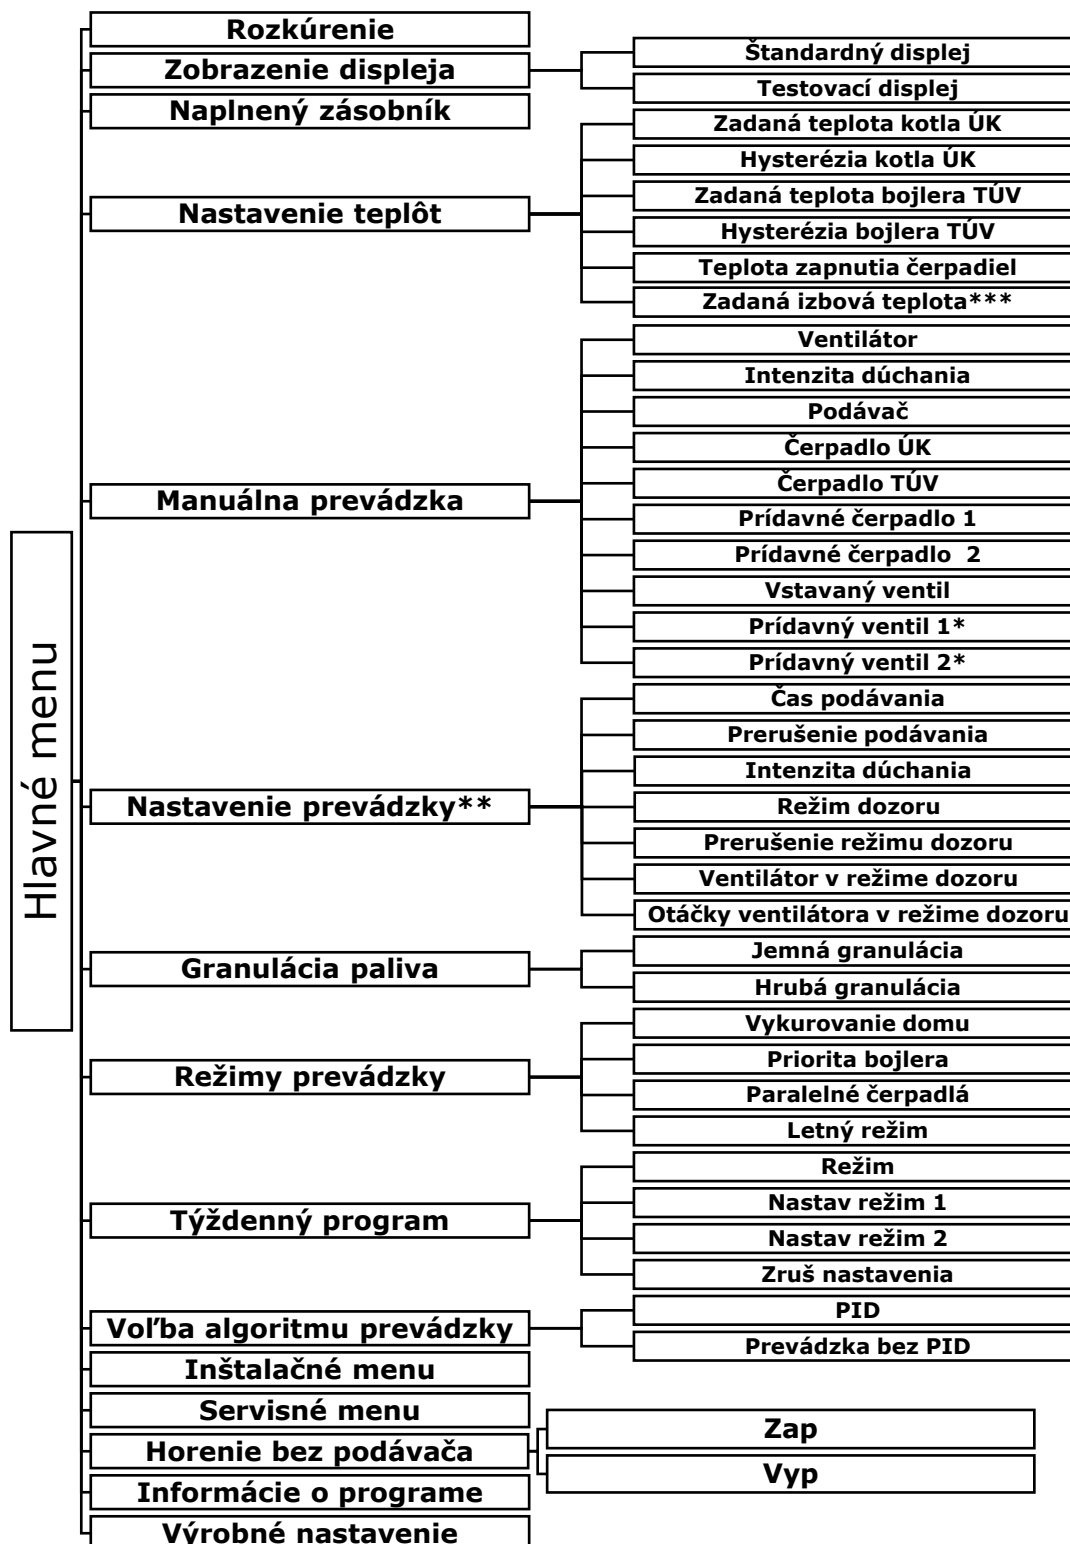 Hlavné menu
Rozkúrenie
Zobrazenie displeja
Štandardný displej
Testovací displej
Naplnený zásobník
Nastavenie teplôt
Zadaná teplota kotla ÚK
Hysterézia kotla ÚK
Zadaná teplota bojlera TÚV
Hysterézia bojlera TÚV
Teplota zapnutia čerpadiel
Zadaná izbová teplota***
Manuálna prevádzka
Ventilátor
Intenzita dúchania
Podávač
Čerpadlo ÚK
Čerpadlo TÚV
Prídavné čerpadlo 1
Prídavné čerpadlo  2
Vstavaný ventil
Prídavný ventil 1*
Prídavný ventil 2*
Nastavenie prevádzky**
Čas podávania
Prerušenie podávania
Intenzita dúchania
Režim dozoru
Prerušenie režimu dozoru
Ventilátor v režime dozoru
Otáčky ventilátora v režime dozoru
Granulácia paliva
Jemná granulácia
Hrubá granulácia
Režimy prevádzky
Vykurovanie domu
Priorita bojlera
Paralelné čerpadlá
Letný režim
Týždenný program
Režim
Nastav režim 1
Nastav režim 2
Zruš nastavenia
Voľba algoritmu prevádzky
PID
Prevádzka bez PID
Inštalačné menu
Servisné menu
Horenie bez podávača
Zap
Vyp
Informácie o programe
Výrobné nastavenie